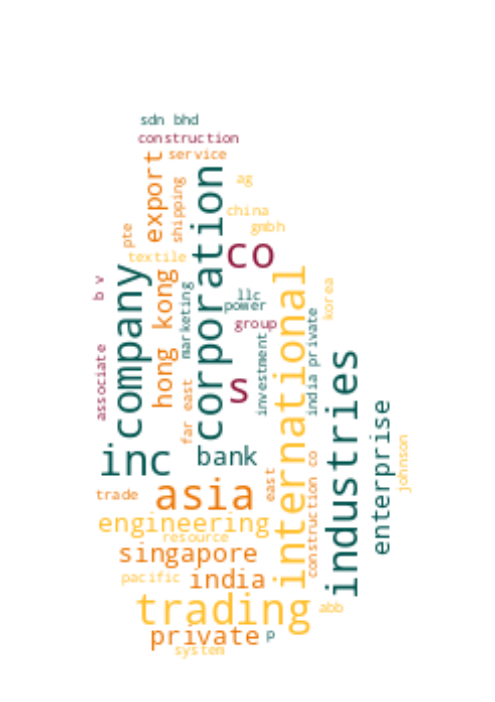 sdn bhd
construction
service
export
shipping
corporation
ag
china
gmbh
pte
textile
co
b v
company
hong kong
marketing
llc
power
group
international
korea
india private
investment
associate
s
far east
industries
enterprise
johnson
inc
bank
east
construction co
trade
asia
engineering
resource
singapore
pacific
india
trading
abb
private
p
system